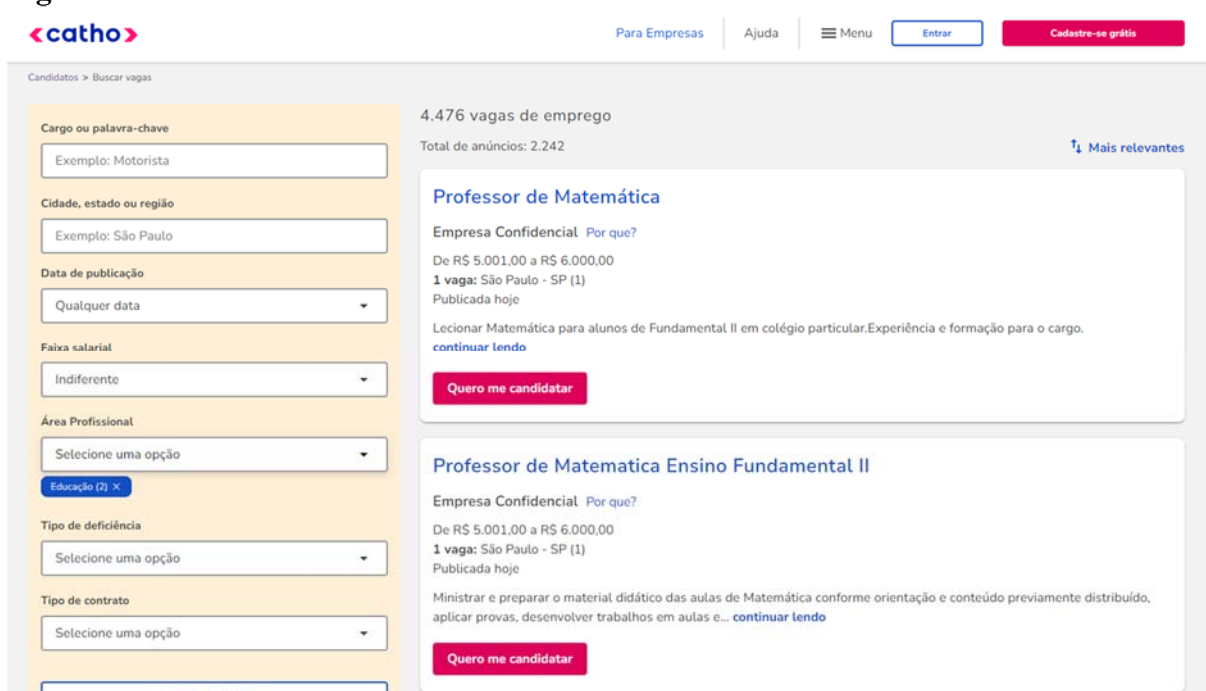 ‹catho›
Para Empresas
Ajuda
Menu
Entrar
Cadastre-se grátis
Candidatos > Buscar vagas
Cargo ou palavra-chave
Exemplo: Motorista
Cidade, estado ou região
Exemplo: São Paulo
Data de publicação
Qualquer data
Faixa salarial
Indiferente
Área Profissional
Selecione uma opção
Educação (2) ×
Tipo de deficiência
Selecione uma opção
Tipo de contrato
Selecione uma opção
4.476 vagas de emprego
Total de anúncios: 2.242
Mais relevantes
Professor de Matemática
Empresa Confidencial Por que?
De R$ 5.001,00 a R$ 6.000,00
1 vaga: São Paulo - SP (1)
Publicada hoje
Lecionar Matemática para alunos de Fundamental II em colégio particular.Experiência e formação para o cargo.
continuar lendo
Quero me candidatar
Professor de Matematica Ensino Fundamental II
Empresa Confidencial Por que?
De R$ 5.001,00 a R$ 6.000,00
1 vaga: São Paulo - SP (1)
Publicada hoje
Ministrar e preparar o material didático das aulas de Matemática conforme orientação e conteúdo previamente distribuído,
aplicar provas, desenvolver trabalhos em aulas e... continuar lendo
Quero me candidatar